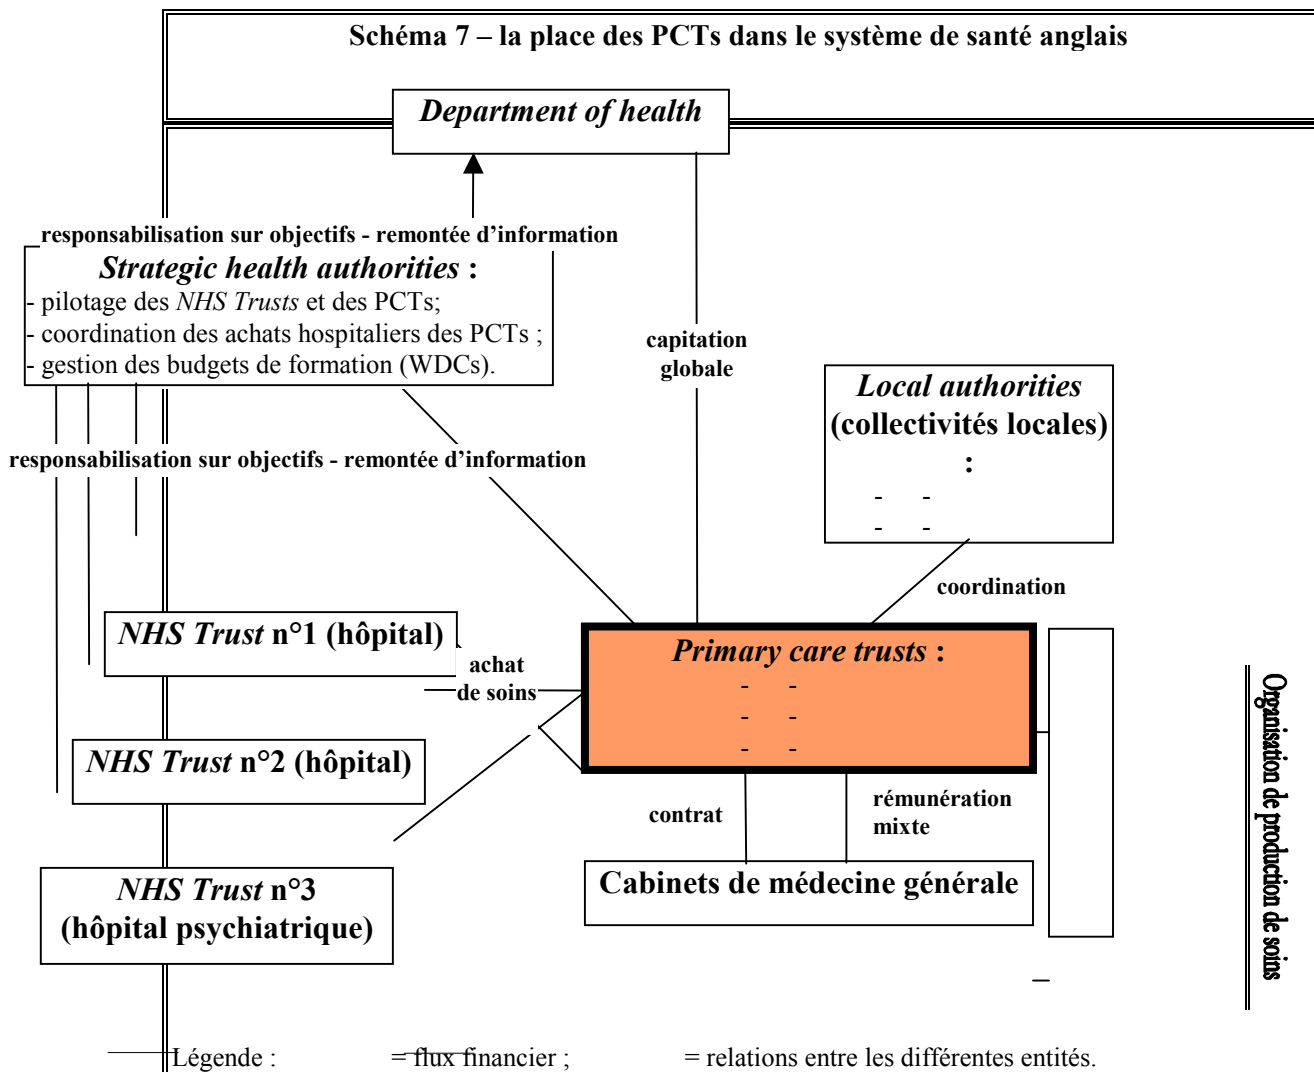 Schéma 7 – la place des PCTs dans le système de santé anglais
Department of health
responsabilisation sur objectifs - remontée d’information
Strategic health authorities :
- pilotage des NHS Trusts et des PCTs;
- coordination des achats hospitaliers des PCTs ;
- gestion des budgets de formation (WDCs).
capitation
globale
Local authorities
(collectivités locales)
:
- -
- -
responsabilisation sur objectifs - remontée d’information
coordination
NHS Trust n°1 (hôpital)
achat
de soins
Primary care trusts :
- -
- -
- -
NHS Trust n°2 (hôpital)
contrat
rémunération
mixte
NHS Trust n°3
(hôpital psychiatrique)
Cabinets de médecine générale
Organisation de production de soins
Légende : = flux financier ; = relations entre les différentes entités.